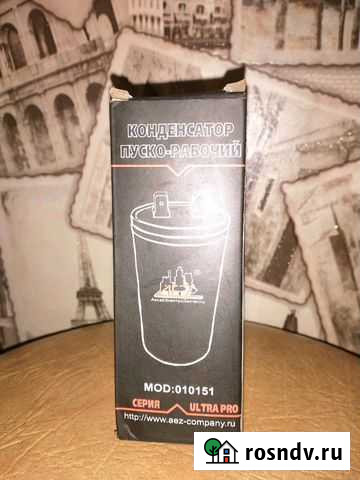 КОНДЕНСАТОР
ПУСКО-РАБОЧИЙ
MOD:010151
СЕРИЯ ULTRA PRO
http://www.aez-company.ru
rosndv.ru